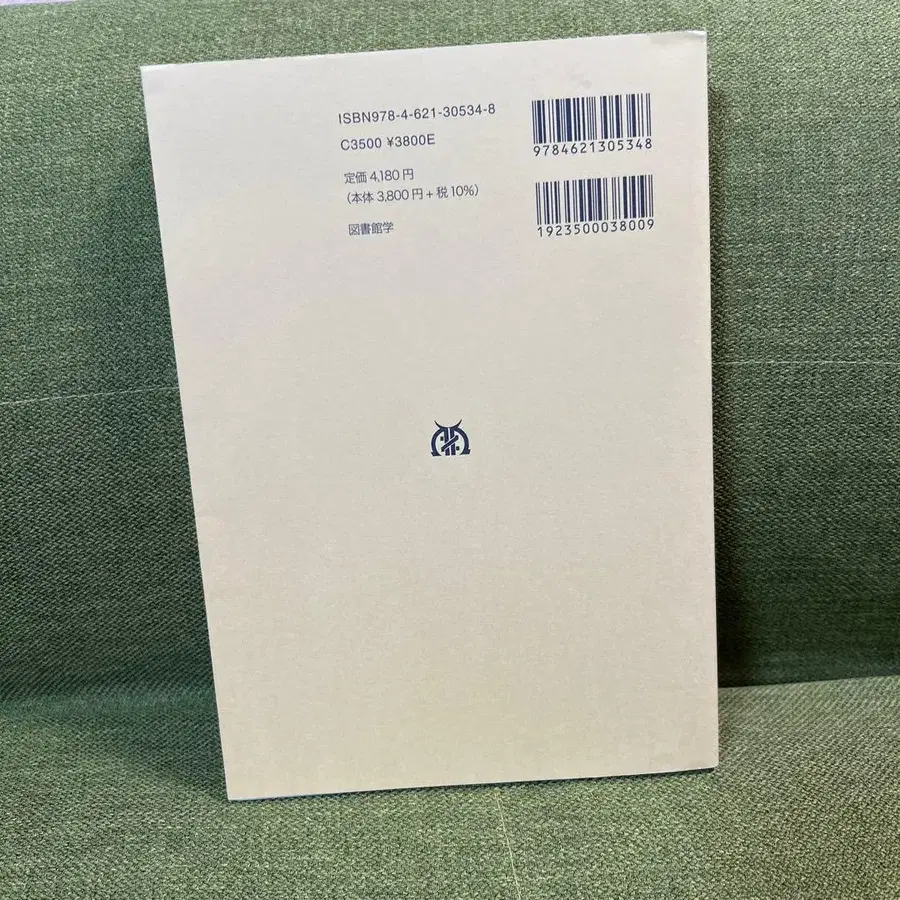 ISBN978-4-621-30534-8
C3500 ¥3800E
定価 4,180 円
（本体 3,800 円 + 税 10%）
図書館学
9784621305348
1923500038009